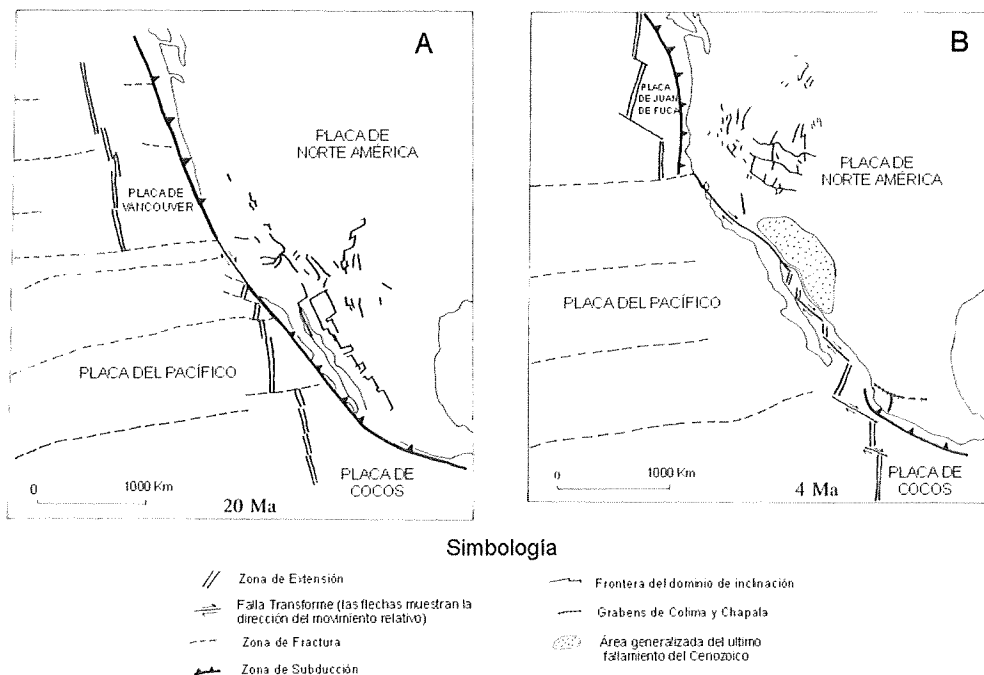 A
PLACA DE
NORTE AMÉRICA
PLACA DE
VANCOUVER
PLACA DEL PACÍFICO
PLACA DE
COCOS
0
1000 Km
20 Ma
B
PLACA
DE JUAN
DE FUCA
PLACA DE
NORTE AMÉRICA
PLACA DEL PACÍFICO
0
1000 Km
4 Ma
PLACA DE
COCOS
Simbología
Zona de Extensión
Falla Transforme (las flechas muestran la
dirección del movimiento relativo)
Zona de Fractura
Zona de Subducción
Frontera del dominio de inclinación
Grabens de Colima y Chapala
Área generalizada del ultimo
fallamiento del Cenozoico